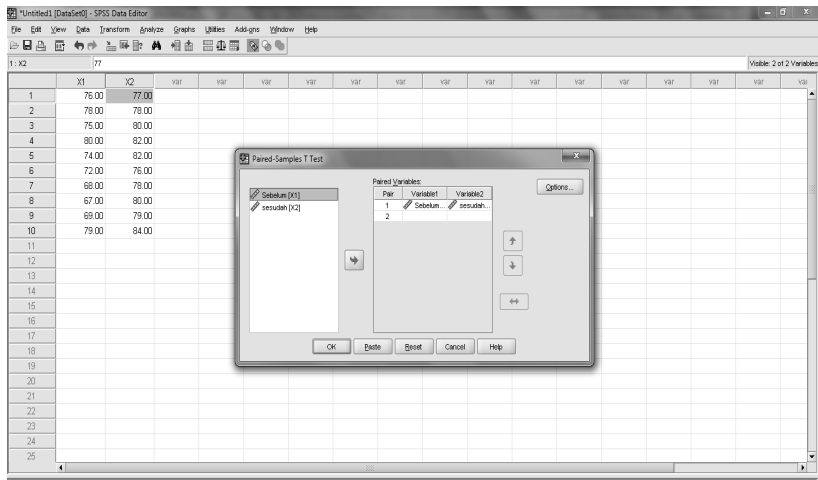 *Untitled1 [DataSet0] - SPSS Data Editor
File Edit View Data Transform Analyze Graphs Utilities Add-ons Window Help
1 : X2 77 Visible: 2 of 2 Variables
X1 X2 var var var var var var var var var var var var var
1 76.00 77.00
2 78.00 78.00
3 75.00 80.00
4 80.00 82.00
5 74.00 82.00
6 72.00 76.00
7 68.00 78.00
8 67.00 80.00
9 69.00 79.00
10 79.00 84.00
11
12
13
14
15
16
17
18
19
20
21
22
23
24
25
Paired-Samples T Test
Sebelum [X1]
sesudah [X2]
Paired Variables:
Pair Variable1 Variable2
1 Sebelum... sesudah...
2
Options...
OK Paste Reset Cancel Help